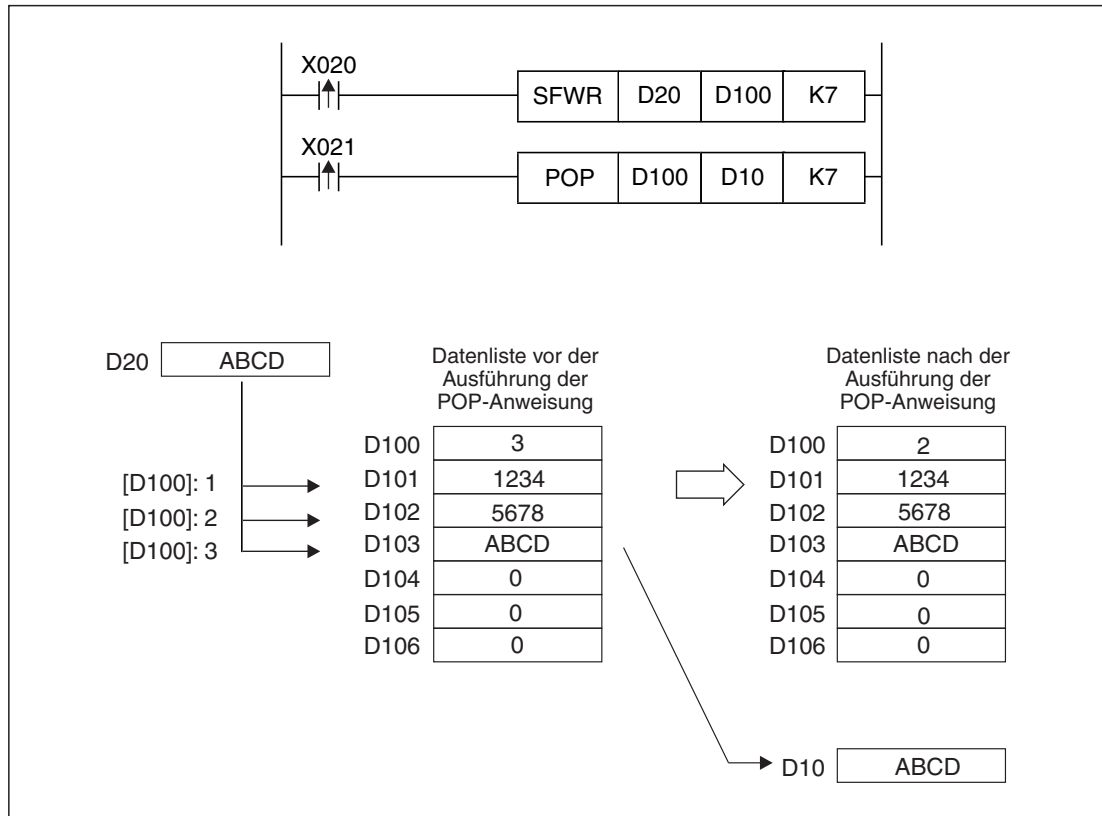 X020
SFWR D20 D100 K7
X021
POP D100 D10 K7
D20 ABCD
Datenliste vor der
Ausführung der
POP-Anweisung
Datenliste nach der
Ausführung der
POP-Anweisung
[D100]: 1
[D100]: 2
[D100]: 3
D100 3
D101 1234
D102 5678
D103 ABCD
D104 0
D105 0
D106 0
D100 2
D101 1234
D102 5678
D103 ABCD
D104 0
D105 0
D106 0
D10 ABCD